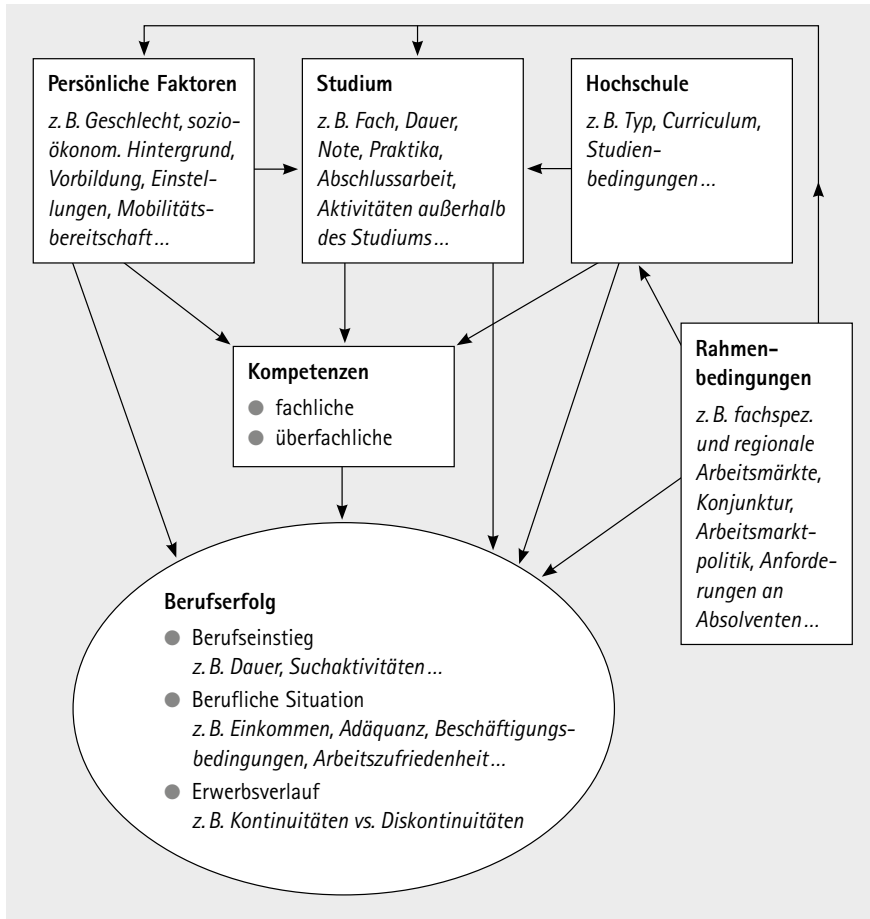 Persönliche Faktoren
z. B. Geschlecht, sozio-
ökonom. Hintergrund,
Vorbildung, Einstel-
lungen, Mobilitäts-
bereitschaft ...
Studium
z. B. Fach, Dauer,
Note, Praktika,
Abschlussarbeit,
Aktivitäten außerhalb
des Studiums ...
Hochschule
z. B. Typ, Curriculum,
Studien-
bedingungen ...
Kompetenzen
● fachliche
● überfachliche
Rahmen-
bedingungen
z. B. fachspez.
und regionale
Arbeitsmärkte,
Konjunktur,
Arbeitsmarkt-
politik, Anforde-
rungen an
Absolventen ...
Berufserfolg
● Berufseinstieg
z. B. Dauer, Suchaktivitäten ...
● Berufliche Situation
z. B. Einkommen, Adäquanz, Beschäftigungs-
bedingungen, Arbeitszufriedenheit ...
● Erwerbsverlauf
z. B. Kontinuitäten vs. Diskontinuitäten